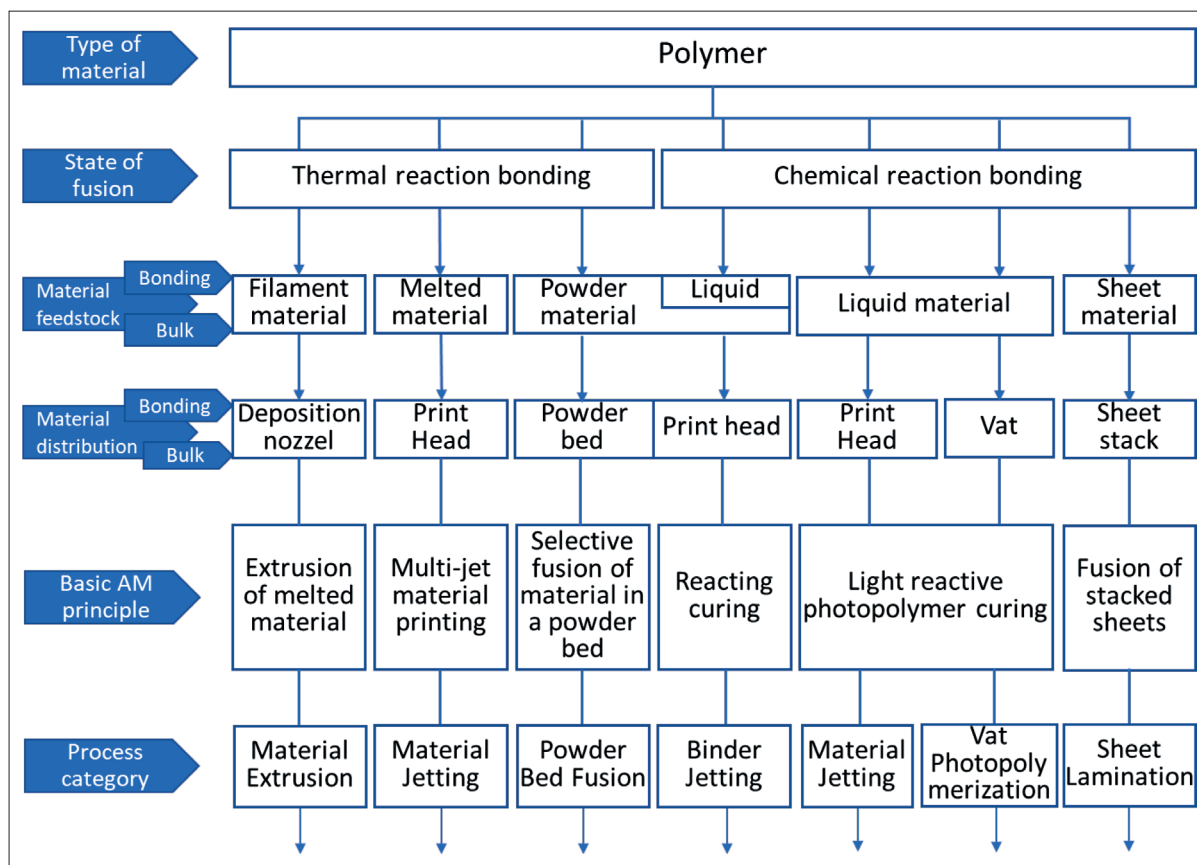 Type of
material
Polymer
State of
fusion
Thermal reaction bonding
Chemical reaction bonding
Material
feedstock
Bonding
Bulk
Filament
material
Melted
material
Powder
material
Liquid
Liquid material
Sheet
material
Material
distribution
Bonding
Bulk
Deposition
nozzel
Print
Head
Powder
bed
Print head
Print
Head
Vat
Sheet
stack
Basic AM
principle
Extrusion
of melted
material
Multi-jet
material
printing
Selective
fusion of
material in
a powder
bed
Reacting
curing
Light reactive
photopolymer curing
Fusion of
stacked
sheets
Process
category
Material
Extrusion
Material
Jetting
Powder
Bed Fusion
Binder
Jetting
Material
Jetting
Vat
Photopoly
merization
Sheet
Lamination